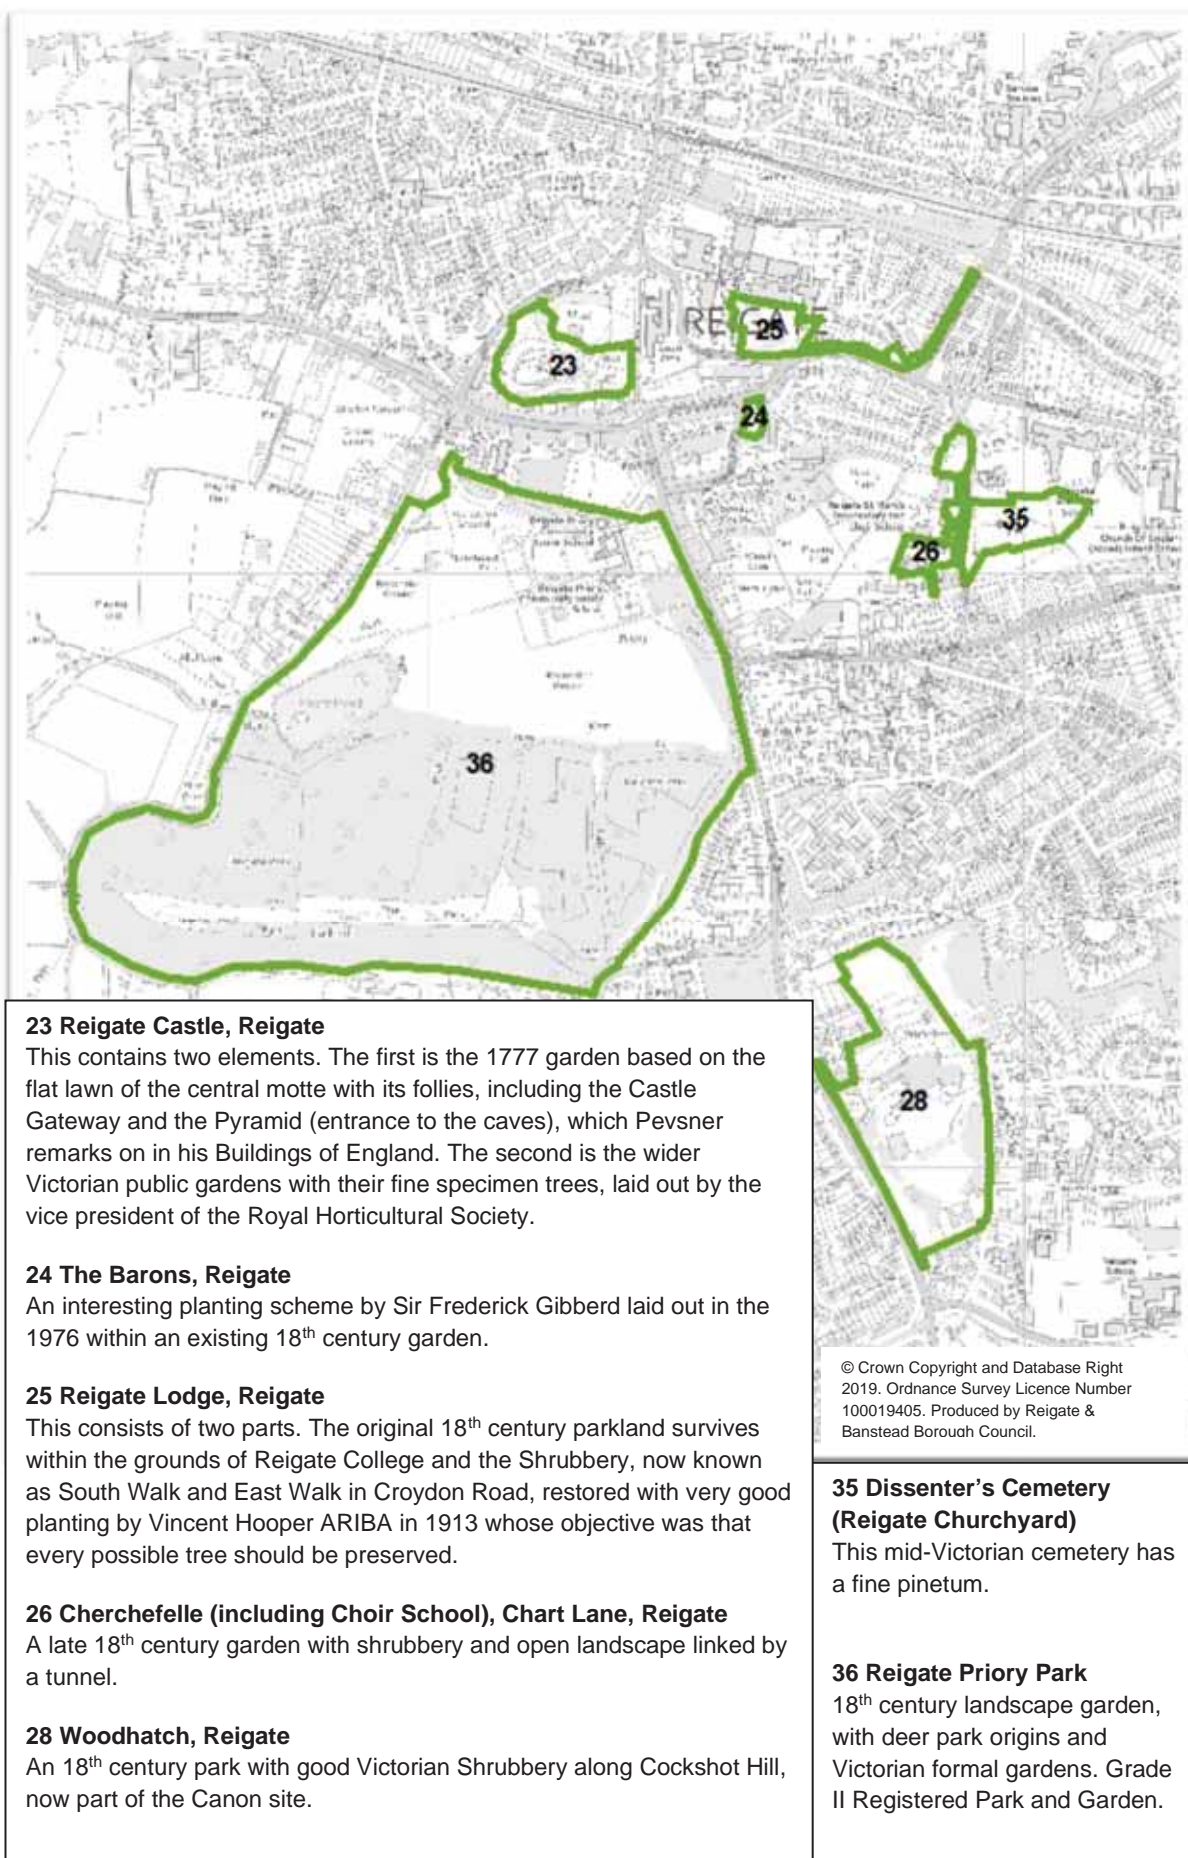 REIGATE
25
23
24
35
26
36
28
23 Reigate Castle, Reigate
This contains two elements. The first is the 1777 garden based on the
flat lawn of the central motte with its follies, including the Castle
Gateway and the Pyramid (entrance to the caves), which Pevsner
remarks on in his Buildings of England. The second is the wider
Victorian public gardens with their fine specimen trees, laid out by the
vice president of the Royal Horticultural Society.
24 The Barons, Reigate
An interesting planting scheme by Sir Frederick Gibberd laid out in the
1976 within an existing 18th century garden.
25 Reigate Lodge, Reigate
This consists of two parts. The original 18th century parkland survives
within the grounds of Reigate College and the Shrubbery, now known
as South Walk and East Walk in Croydon Road, restored with very good
planting by Vincent Hooper ARIBA in 1913 whose objective was that
every possible tree should be preserved.
26 Cherchefelle (including Choir School), Chart Lane, Reigate
A late 18th century garden with shrubbery and open landscape linked by
a tunnel.
28 Woodhatch, Reigate
An 18th century park with good Victorian Shrubbery along Cockshot Hill,
now part of the Canon site.
© Crown Copyright and Database Right
2019. Ordnance Survey Licence Number
100019405. Produced by Reigate &
Banstead Borough Council.
35 Dissenter's Cemetery
(Reigate Churchyard)
This mid-Victorian cemetery has
a fine pinetum.
36 Reigate Priory Park
18th century landscape garden,
with deer park origins and
Victorian formal gardens. Grade
II Registered Park and Garden.